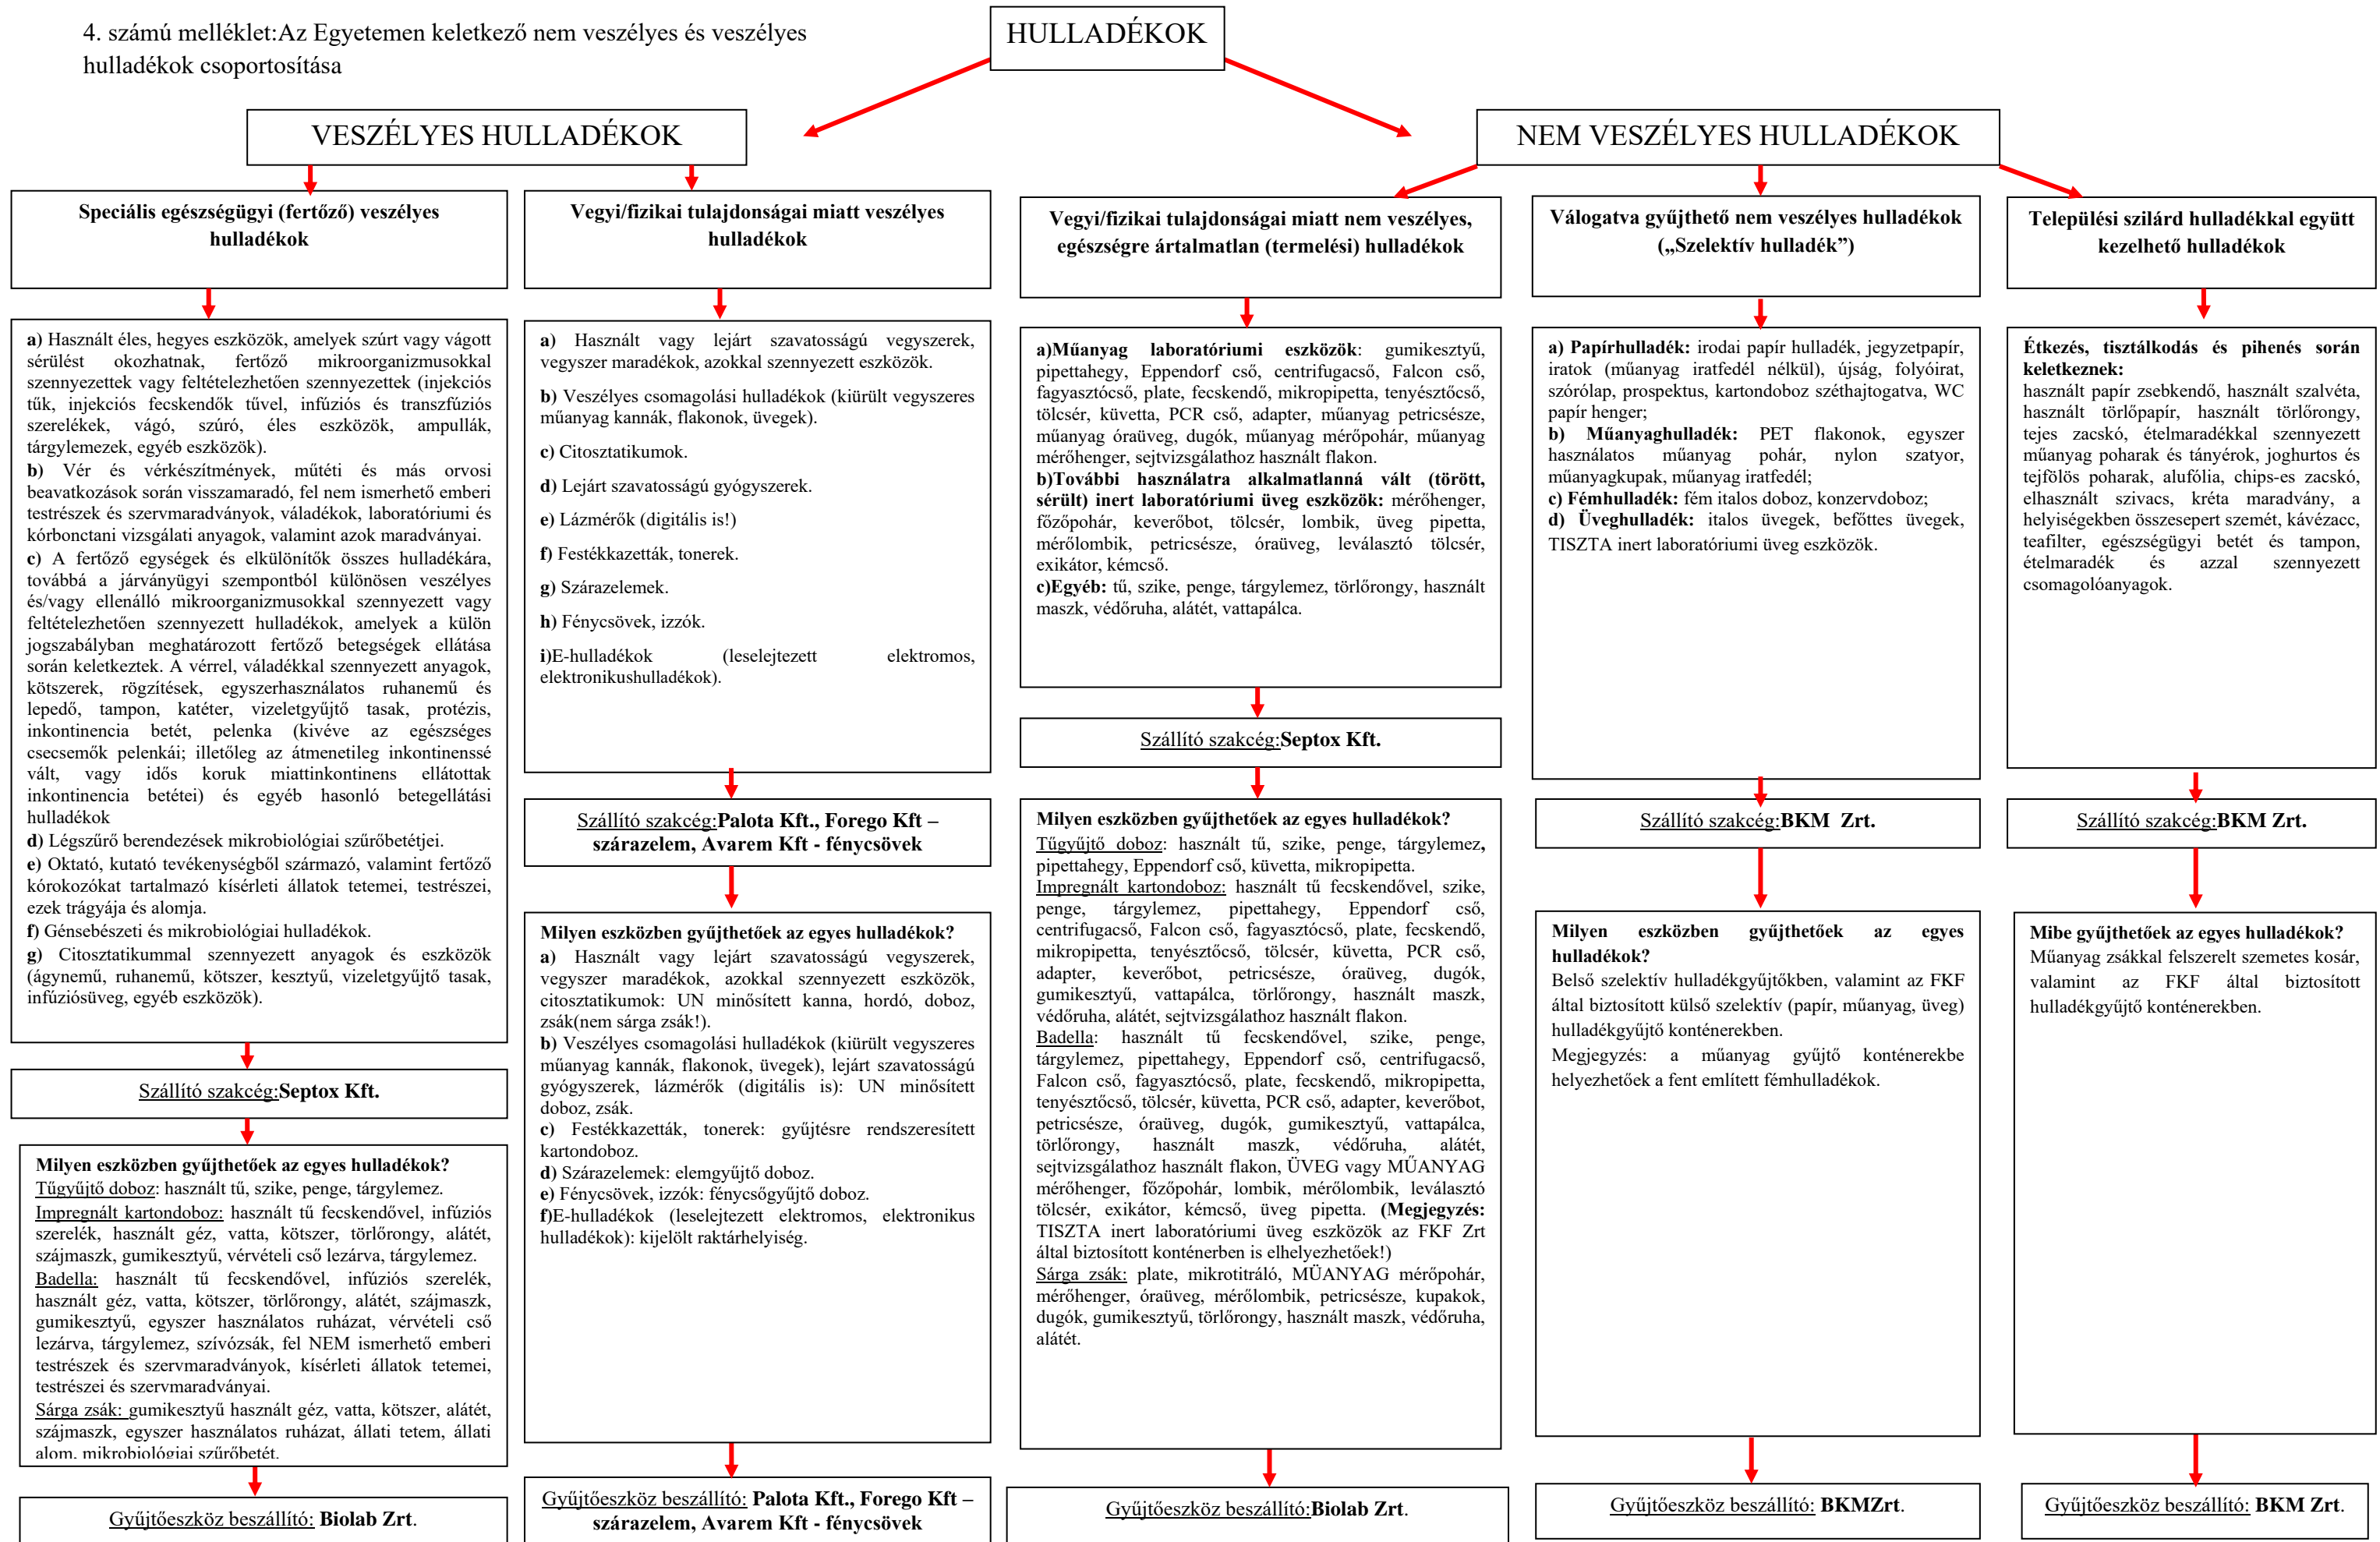 4. számú melléklet:Az Egyetemen keletkező nem veszélyes és veszélyes
hulladékok csoportosítása
HULLADÉKOK
VESZÉLYES HULLADÉKOK
NEM VESZÉLYES HULLADÉKOK
Speciális egészségügyi (fertőző) veszélyes
hulladékok
a) Használt éles, hegyes eszközök, amelyek szúrt vagy vágott
sérülést okozhatnak, fertőző mikroorganizmusokkal
szennyezettek vagy feltételezhetően szennyezettek (injekciós
tűk, injekciós fecskendők tűvel, infúziós és transzfúziós
szerelékek, vágó, szúró, éles eszközök, ampullák,
tárgylemezek, egyéb eszközök).
b) Vér és vérkészítmények, műtéti és más orvosi
beavatkozások során visszamaradó, fel nem ismerhető emberi
testrészek és szervmaradványok, váladékok, laboratóriumi és
kórbonctani vizsgálati anyagok, valamint azok maradványai.
c) A fertőző egységek és elkülönítők összes hulladékára,
továbbá a járványügyi szempontból különösen veszélyes
és/vagy ellenálló mikroorganizmusokkal szennyezett vagy
feltételezhetően szennyezett hulladékok, amelyek a külön
jogszabályban meghatározott fertőző betegségek ellátása
során keletkeztek. A vérrel, váladékkal szennyezett anyagok,
kötszerek, rögzítések, egyszerhasználatos ruhanemű és
lepedő, tampon, katéter, vizeletgyűjtő tasak, protézis,
inkontinencia betét, pelenka (kivéve az egészséges
csecsemők pelenkái; illetőleg az átmenetileg inkontinenssé
vált, vagy idős koruk miattinkontinens ellátottak
inkontinencia betétei) és egyéb hasonló betegellátási
hulladékok
d) Légszűrő berendezések mikrobiológiai szűrőbetétjei.
e) Oktató, kutató tevékenységből származó, valamint fertőző
kórokozókat tartalmazó kísérleti állatok tetemei, testrészei,
ezek trágyája és alomja.
f) Génsebészeti és mikrobiológiai hulladékok.
g) Citosztatikummal szennyezett anyagok és eszközök
(ágynemű, ruhanemű, kötszer, kesztyű, vizeletgyűjtő tasak,
infúziósüveg, egyéb eszközök).
Szállító szakcég:Septox Kft.
Milyen eszközben gyűjthetőek az egyes hulladékok?
Tűgyűjtő doboz: használt tű, szike, penge, tárgylemez.
Impregnált kartondoboz: használt tű fecskendővel, infúziós
szerelék, használt géz, vatta, kötszer, törlőrongy, alátét,
szájmaszk, gumikesztyű, vérvételi cső lezárva, tárgylemez.
Badella: használt tű fecskendővel, infúziós szerelék,
használt géz, vatta, kötszer, törlőrongy, alátét, szájmaszk,
gumikesztyű, egyszer használatos ruházat, vérvételi cső
lezárva, tárgylemez, szívózsák, fel NEM ismerhető emberi
testrészek és szervmaradványok, kísérleti állatok tetemei,
testrészei és szervmaradványai.
Sárga zsák: gumikesztyű használt géz, vatta, kötszer, alátét,
szájmaszk, egyszer használatos ruházat, állati tetem, állati
alom, mikrobiológiai szűrőbetét.
Gyűjtőeszköz beszállító: Biolab Zrt.
Vegyi/fizikai tulajdonságai miatt veszélyes
hulladékok
a) Használt vagy lejárt szavatosságú vegyszerek,
vegyszer maradékok, azokkal szennyezett eszközök.
b) Veszélyes csomagolási hulladékok (kiürült vegyszeres
műanyag kannák, flakonok, üvegek).
c) Citosztatikumok.
d) Lejárt szavatosságú gyógyszerek.
e) Lázmérők (digitális is!)
f) Festékkazetták, tonerek.
g) Szárazelemek.
h) Fénycsövek, izzók.
i)E-hulladékok (leselejtezett elektromos,
elektronikushulladékok).
Szállító szakcég:Palota Kft., Forego Kft –
szárazelem, Avarem Kft - fénycsövek
Milyen eszközben gyűjthetőek az egyes hulladékok?
a) Használt vagy lejárt szavatosságú vegyszerek,
vegyszer maradékok, azokkal szennyezett eszközök,
citosztatikumok: UN minősített kanna, hordó, doboz,
zsák(nem sárga zsák!).
b) Veszélyes csomagolási hulladékok (kiürült vegyszeres
műanyag kannák, flakonok, üvegek), lejárt szavatosságú
gyógyszerek, lázmérők (digitális is): UN minősített
doboz, zsák.
c) Festékkazetták, tonerek: gyűjtésre rendszeresített
kartondoboz.
d) Szárazelemek: elemgyűjtő doboz.
e) Fénycsövek, izzók: fénycsőgyűjtő doboz.
f)E-hulladékok (leselejtezett elektromos, elektronikus
hulladékok): kijelölt raktárhelyiség.
Gyűjtőeszköz beszállító: Palota Kft., Forego Kft –
szárazelem, Avarem Kft - fénycsövek
Vegyi/fizikai tulajdonságai miatt nem veszélyes,
egészségre ártalmatlan (termelési) hulladékok
a)Műanyag laboratóriumi eszközök: gumikesztyű,
pipettahegy, Eppendorf cső, centrifugacső, Falcon cső,
fagyasztócső, plate, fecskendő, mikropipetta, tenyésztőcső,
tölcsér, küvetta, PCR cső, adapter, műanyag petricsésze,
műanyag óraüveg, dugók, műanyag mérőpohár, műanyag
mérőhenger, sejtvizsgálathoz használt flakon.
b)További használatra alkalmatlanná vált (törött,
sérült) inert laboratóriumi üveg eszközök: mérőhenger,
főzőpohár, keverőbot, tölcsér, lombik, üveg pipetta,
mérőlombik, petricsésze, óraüveg, leválasztó tölcsér,
exikátor, kémcső.
c)Egyéb: tű, szike, penge, tárgylemez, törlőrongy, használt
maszk, védőruha, alátét, vattapálca.
Szállító szakcég:Septox Kft.
Milyen eszközben gyűjthetőek az egyes hulladékok?
Tűgyűjtő doboz: használt tű, szike, penge, tárgylemez,
pipettahegy, Eppendorf cső, küvetta, mikropipetta.
Impregnált kartondoboz: használt tű fecskendővel, szike,
penge, tárgylemez, pipettahegy, Eppendorf cső,
centrifugacső, Falcon cső, fagyasztócső, plate, fecskendő,
mikropipetta, tenyésztőcső, tölcsér, küvetta, PCR cső,
adapter, keverőbot, petricsésze, óraüveg, dugók,
gumikesztyű, vattapálca, törlőrongy, használt maszk,
védőruha, alátét, sejtvizsgálathoz használt flakon.
Badella: használt tű fecskendővel, szike, penge,
tárgylemez, pipettahegy, Eppendorf cső, centrifugacső,
Falcon cső, fagyasztócső, plate, fecskendő, mikropipetta,
tenyésztőcső, tölcsér, küvetta, PCR cső, adapter, keverőbot,
petricsésze, óraüveg, dugók, gumikesztyű, vattapálca,
törlőrongy, használt maszk, védőruha, alátét,
sejtvizsgálathoz használt flakon, ÜVEG vagy MŰANYAG
mérőhenger, főzőpohár, lombik, mérőlombik, leválasztó
tölcsér, exikátor, kémcső, üveg pipetta. (Megjegyzés:
TISZTA inert laboratóriumi üveg eszközök az FKF Zrt
által biztosított konténerben is elhelyezhetőek!)
Sárga zsák: plate, mikrotitráló, MÜANYAG mérőpohár,
mérőhenger, óraüveg, mérőlombik, petricsésze, kupakok,
dugók, gumikesztyű, törlőrongy, használt maszk, védőruha,
alátét.
Gyűjtőeszköz beszállító:Biolab Zrt.
Válogatva gyűjthető nem veszélyes hulladékok
(„Szelektív hulladék”)
a) Papírhulladék: irodai papír hulladék, jegyzetpapír,
iratok (műanyag iratfedél nélkül), újság, folyóirat,
szórólap, prospektus, kartondoboz széthajtogatva, WC
papír henger;
b) Műanyaghulladék: PET flakonok, egyszer
használatos műanyag pohár, nylon szatyor,
műanyagkupak, műanyag iratfedél;
c) Fémhulladék: fém italos doboz, konzervdoboz;
d) Üveghulladék: italos üvegek, befőttes üvegek,
TISZTA inert laboratóriumi üveg eszközök.
Szállító szakcég:BKM Zrt.
Milyen eszközben gyűjthetőek az egyes
hulladékok?
Belső szelektív hulladékgyűjtőkben, valamint az FKF
által biztosított külső szelektív (papír, műanyag, üveg)
hulladékgyűjtő konténerekben.
Megjegyzés: a műanyag gyűjtő konténerekbe
helyezhetőek a fent említett fémhulladékok.
Gyűjtőeszköz beszállító: BKMZrt.
Települési szilárd hulladékkal együtt
kezelhető hulladékok
Étkezés, tisztálkodás és pihenés során
keletkeznek:
használt papír zsebkendő, használt szalvéta,
használt törlőpapír, használt törlőrongy,
tejes zacskó, ételmaradékkal szennyezett
műanyag poharak és tányérok, joghurtos és
tejfölös poharak, alufólia, chips-es zacskó,
elhasznált szivacs, kréta maradvány, a
helyiségekben összesepert szemét, kávézacc,
teafilter, egészségügyi betét és tampon,
ételmaradék és azzal szennyezett
csomagolóanyagok.
Szállító szakcég:BKM Zrt.
Mibe gyűjthetőek az egyes hulladékok?
Műanyag zsákkal felszerelt szemetes kosár,
valamint az FKF által biztosított
hulladékgyűjtő konténerekben.
Gyűjtőeszköz beszállító: BKM Zrt.